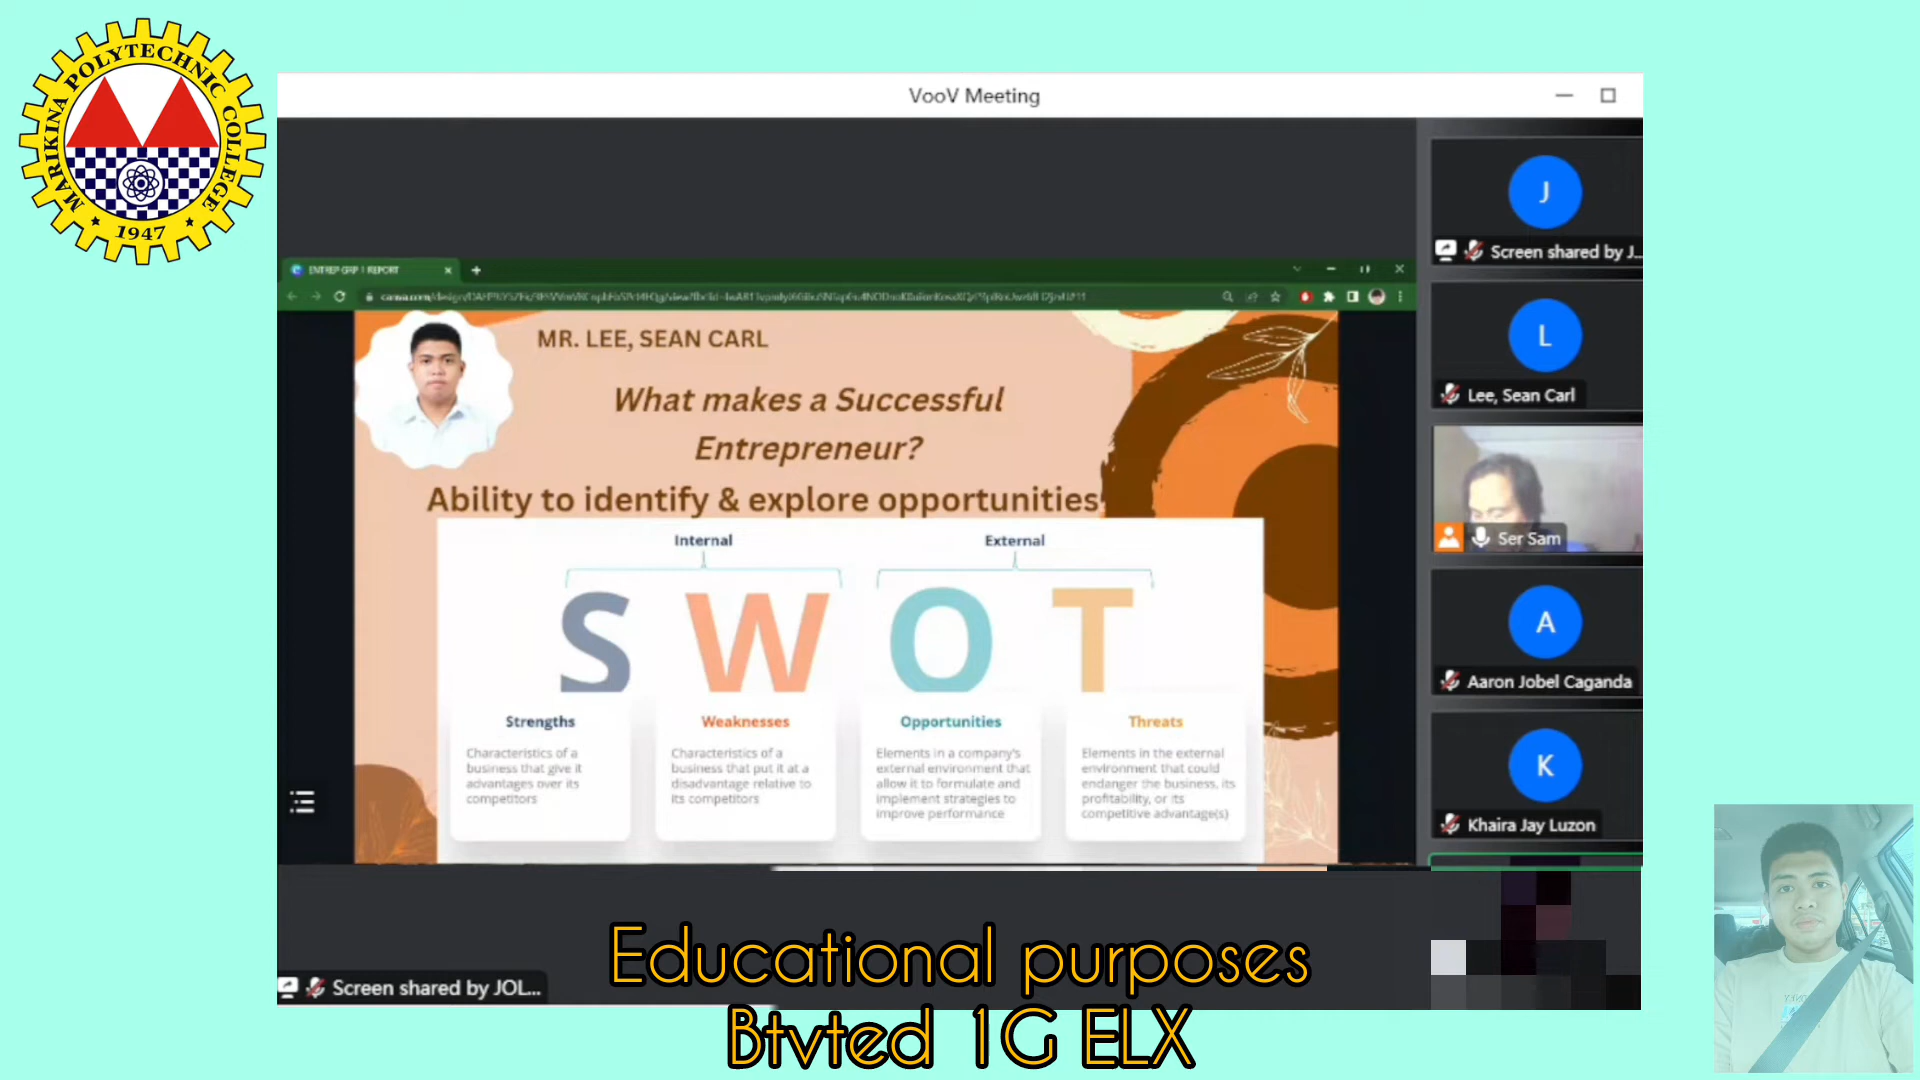 MARIKINA POLYTECHNIC COLLEGE
1947
VooV Meeting
J
Screen shared by J...
ENTREP GRP 1 REPORT
MR. LEE, SEAN CARL
What makes a Successful
Entrepreneur?
Ability to identify & explore opportunities
Internal
External
S W O T
Strengths
Characteristics of a
business that give it
advantages over its
competitors
Weaknesses
Characteristics of a
business that put it at a
disadvantage relative to
its competitors
Opportunities
Elements in a company's
external environment that
allow it to formulate and
implement strategies to
improve performance
Threats
Elements in the external
environment that could
endanger the business, its
profitability, or its
competitive advantage(s)
L
Lee, Sean Carl
Ser Sam
A
Aaron Jobel Caganda
K
Khaira Jay Luzon
Screen shared by JOL...
Educational purposes
Btvted 1G ELX